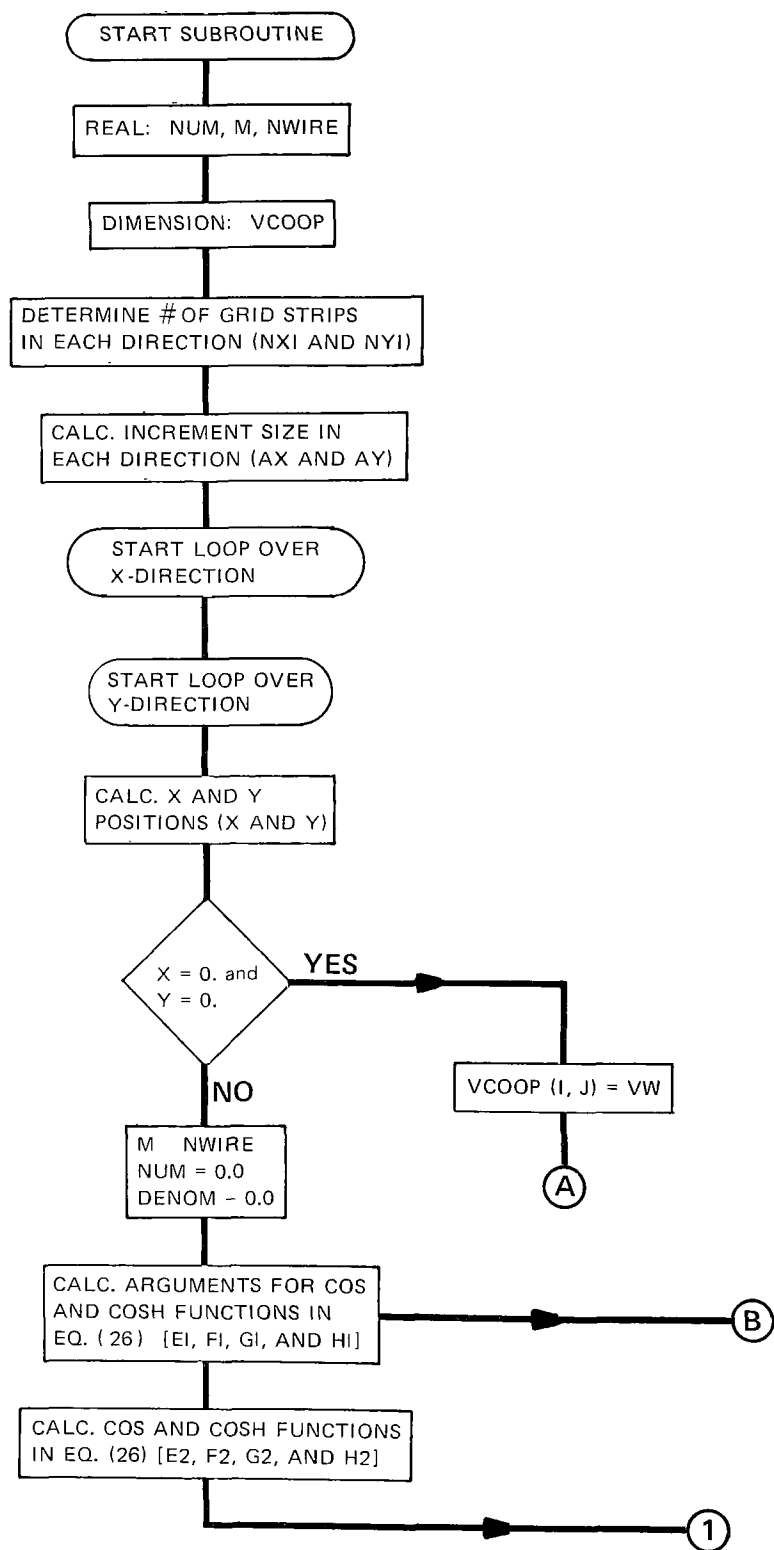 START SUBROUTINE
REAL: NUM, M, NWIRE
DIMENSION: VCOOP
DETERMINE # OF GRID STRIPS
IN EACH DIRECTION (NXI AND NYI)
CALC. INCREMENT SIZE IN
EACH DIRECTION (AX AND AY)
START LOOP OVER
X-DIRECTION
START LOOP OVER
Y-DIRECTION
CALC. X AND Y
POSITIONS (X AND Y)
X = 0. and
Y = 0.
YES
VCOOP (I, J) = VW
A
NO
M NWIRE
NUM = 0.0
DENOM - 0.0
CALC. ARGUMENTS FOR COS
AND COSH FUNCTIONS IN
EQ. (26) [EI, FI, GI, AND HI]
B
CALC. COS AND COSH FUNCTIONS
IN EQ. (26) [E2, F2, G2, AND H2]
1